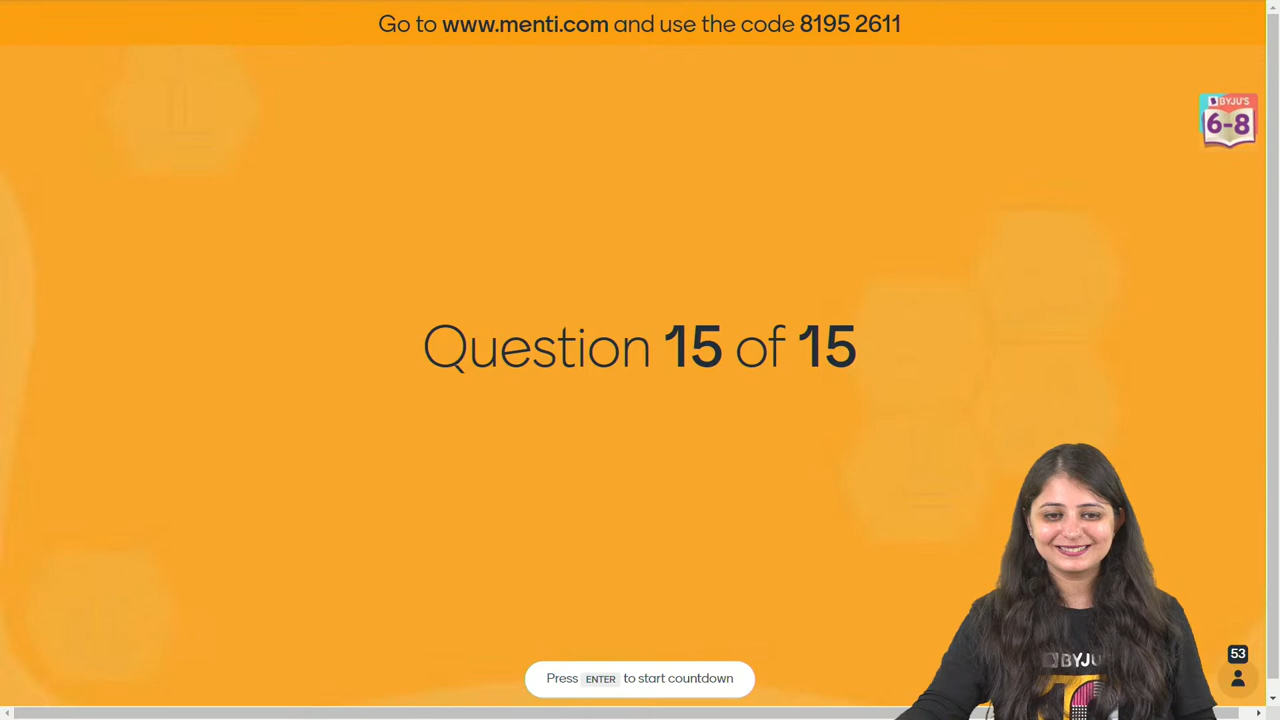 Go to www.menti.com and use the code 8195 2611
BYJU'S
6-8
Question 15 of 15
Press ENTER to start countdown
53
BYJU